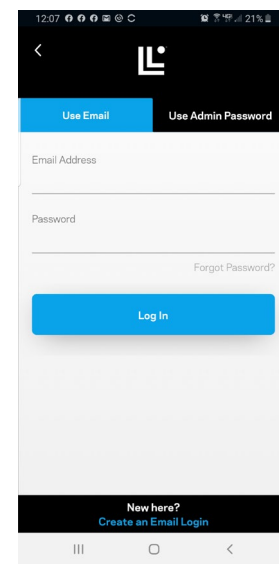 12:07 21%
Use Email Use Admin Password
Email Address
Password
Forgot Password?
Log In
New here?
Create an Email Login